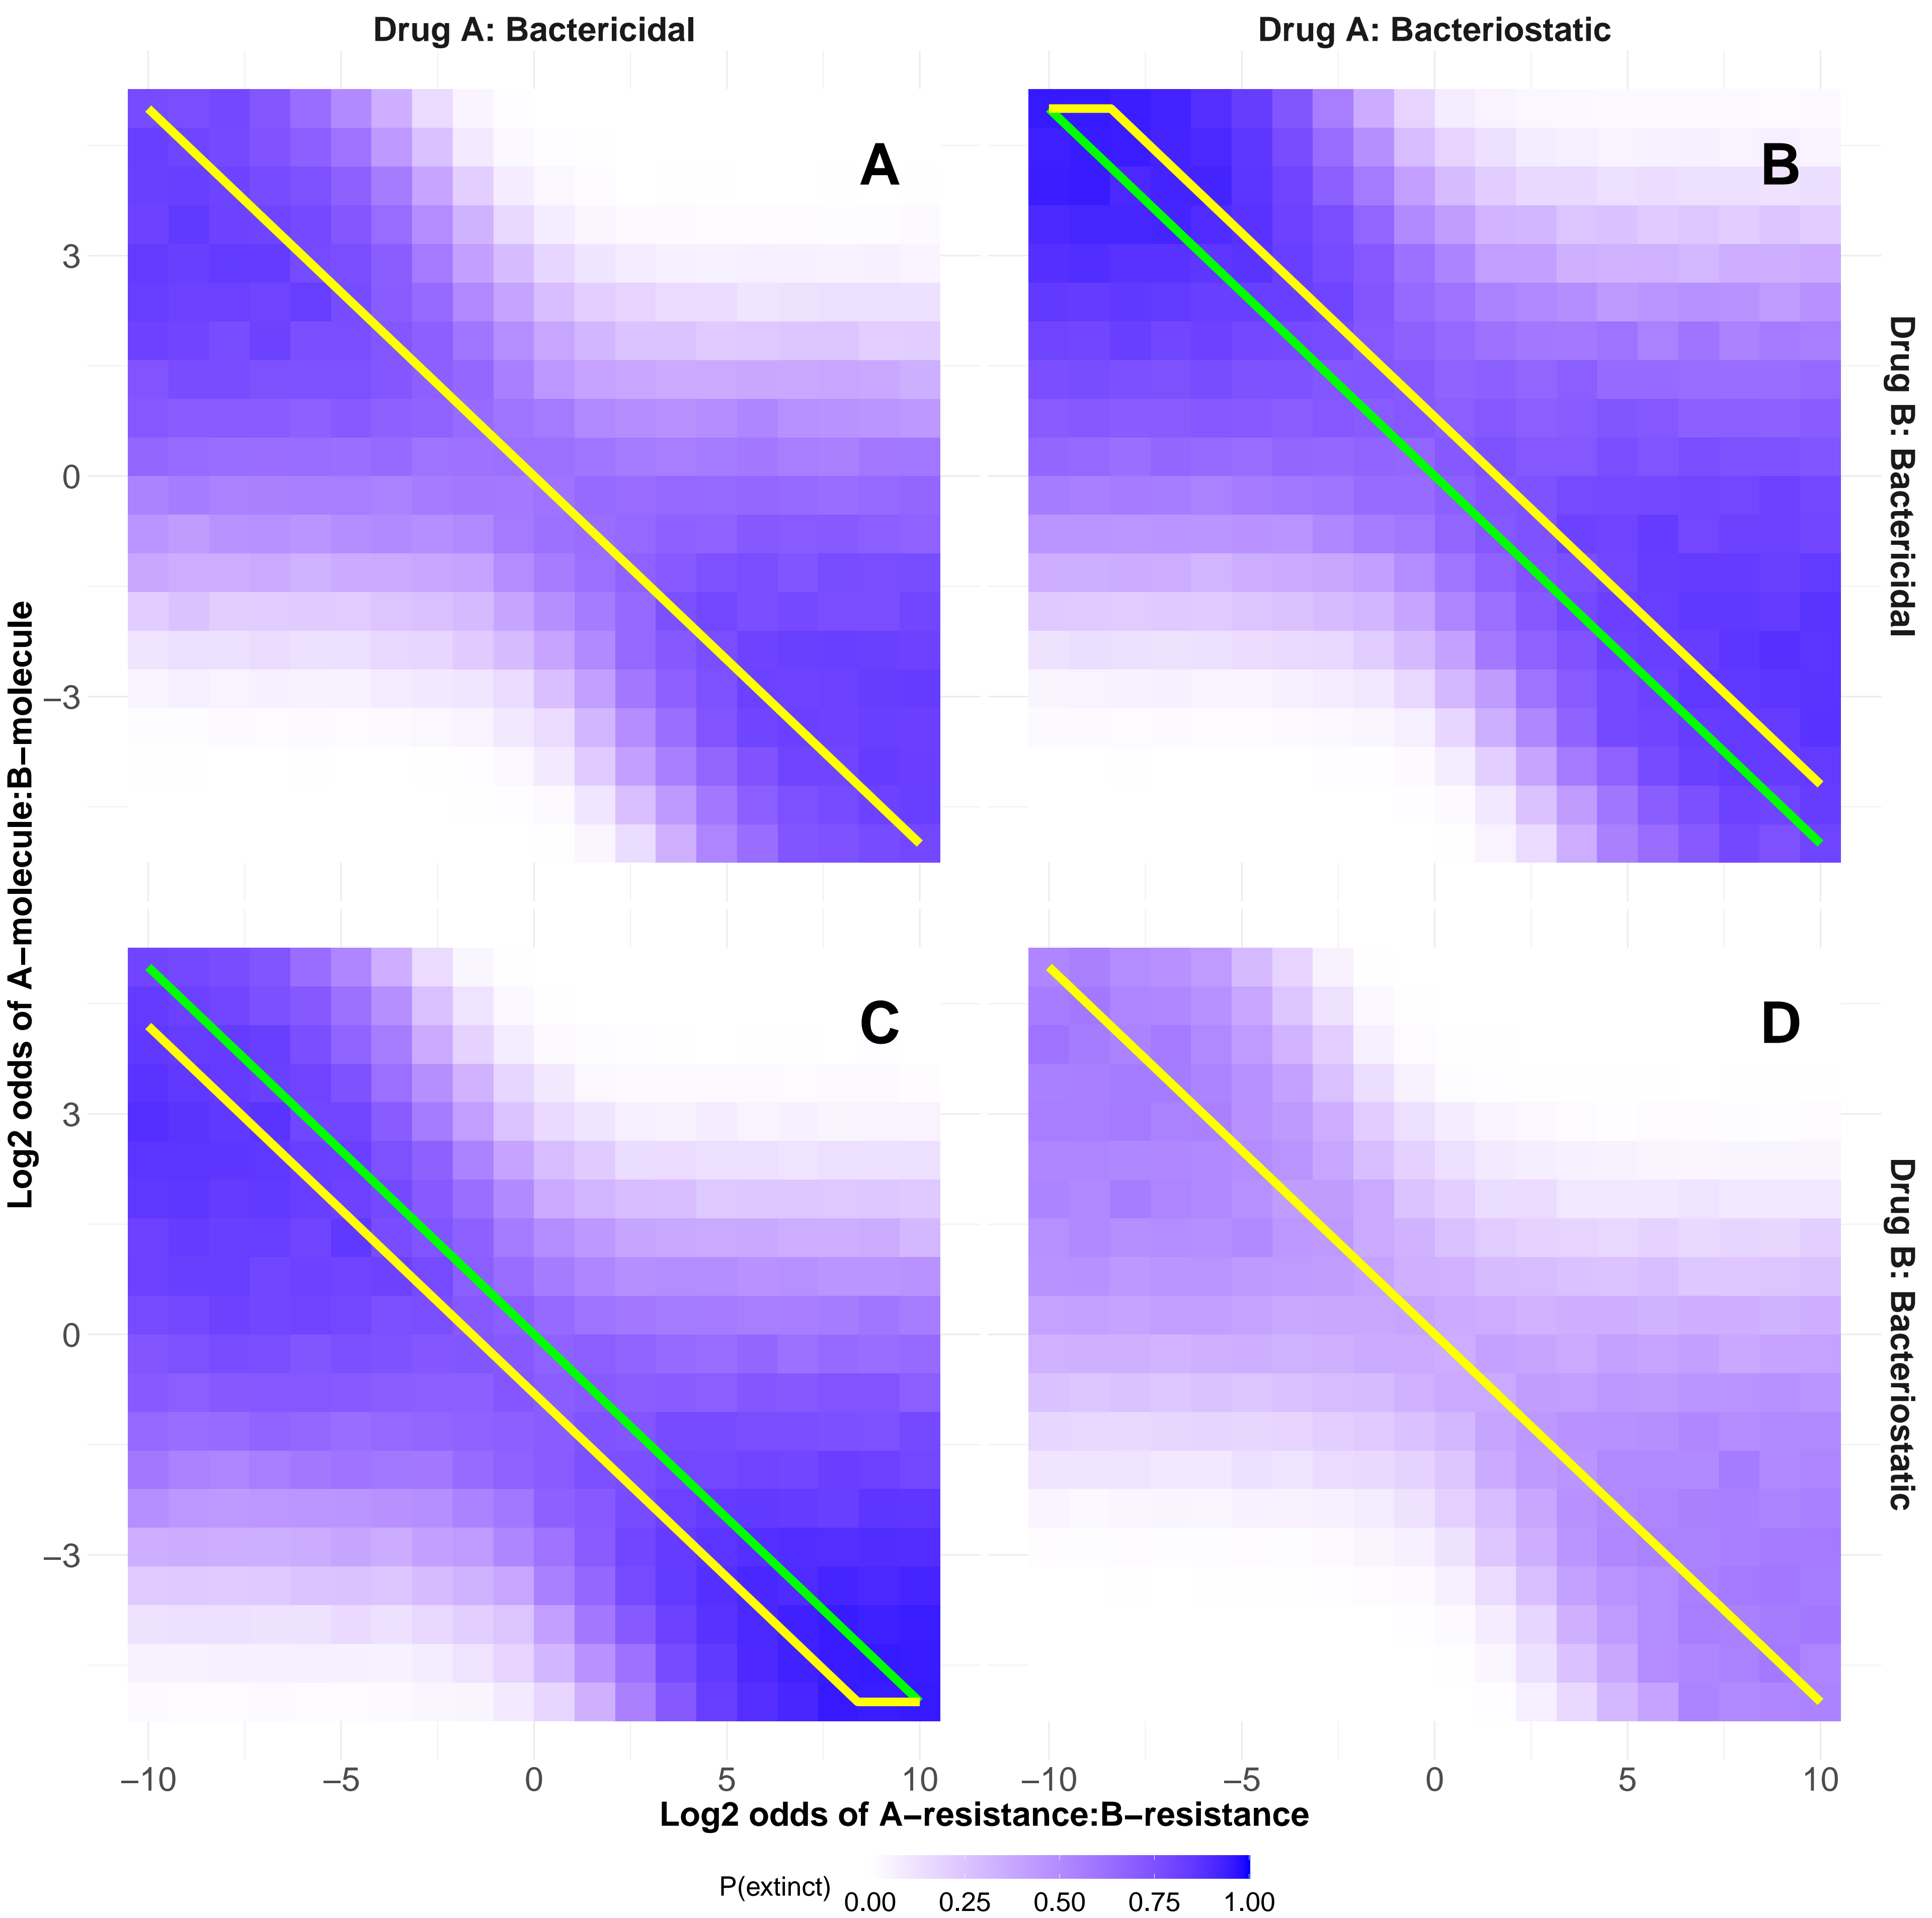 Drug A: Bactericidal
Drug A: Bacteriostatic
A
B
3
0
−3
Drug B: Bactericidal
Log2 odds of A−molecule:B−molecule
C
D
3
0
−3
Drug B: Bacteriostatic
−10 −5 0 5 10 −10 −5 0 5 10
Log2 odds of A−resistance:B−resistance
P(extinct)
0.00 0.25 0.50 0.75 1.00